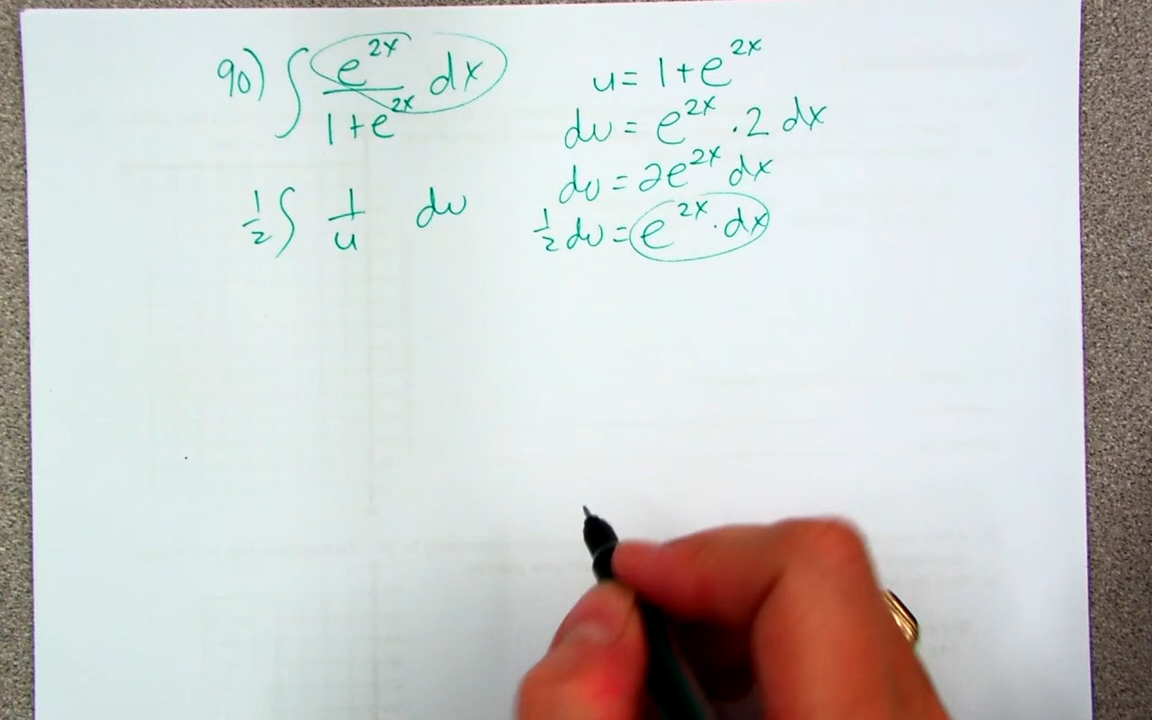 90) ∫ e^{2x}/(1+e^{2x}) dx
u = 1+e^{2x}
du = e^{2x} · 2 dx
du = 2e^{2x} dx
1/2 ∫ 1/u du
1/2 du = e^{2x} · dx